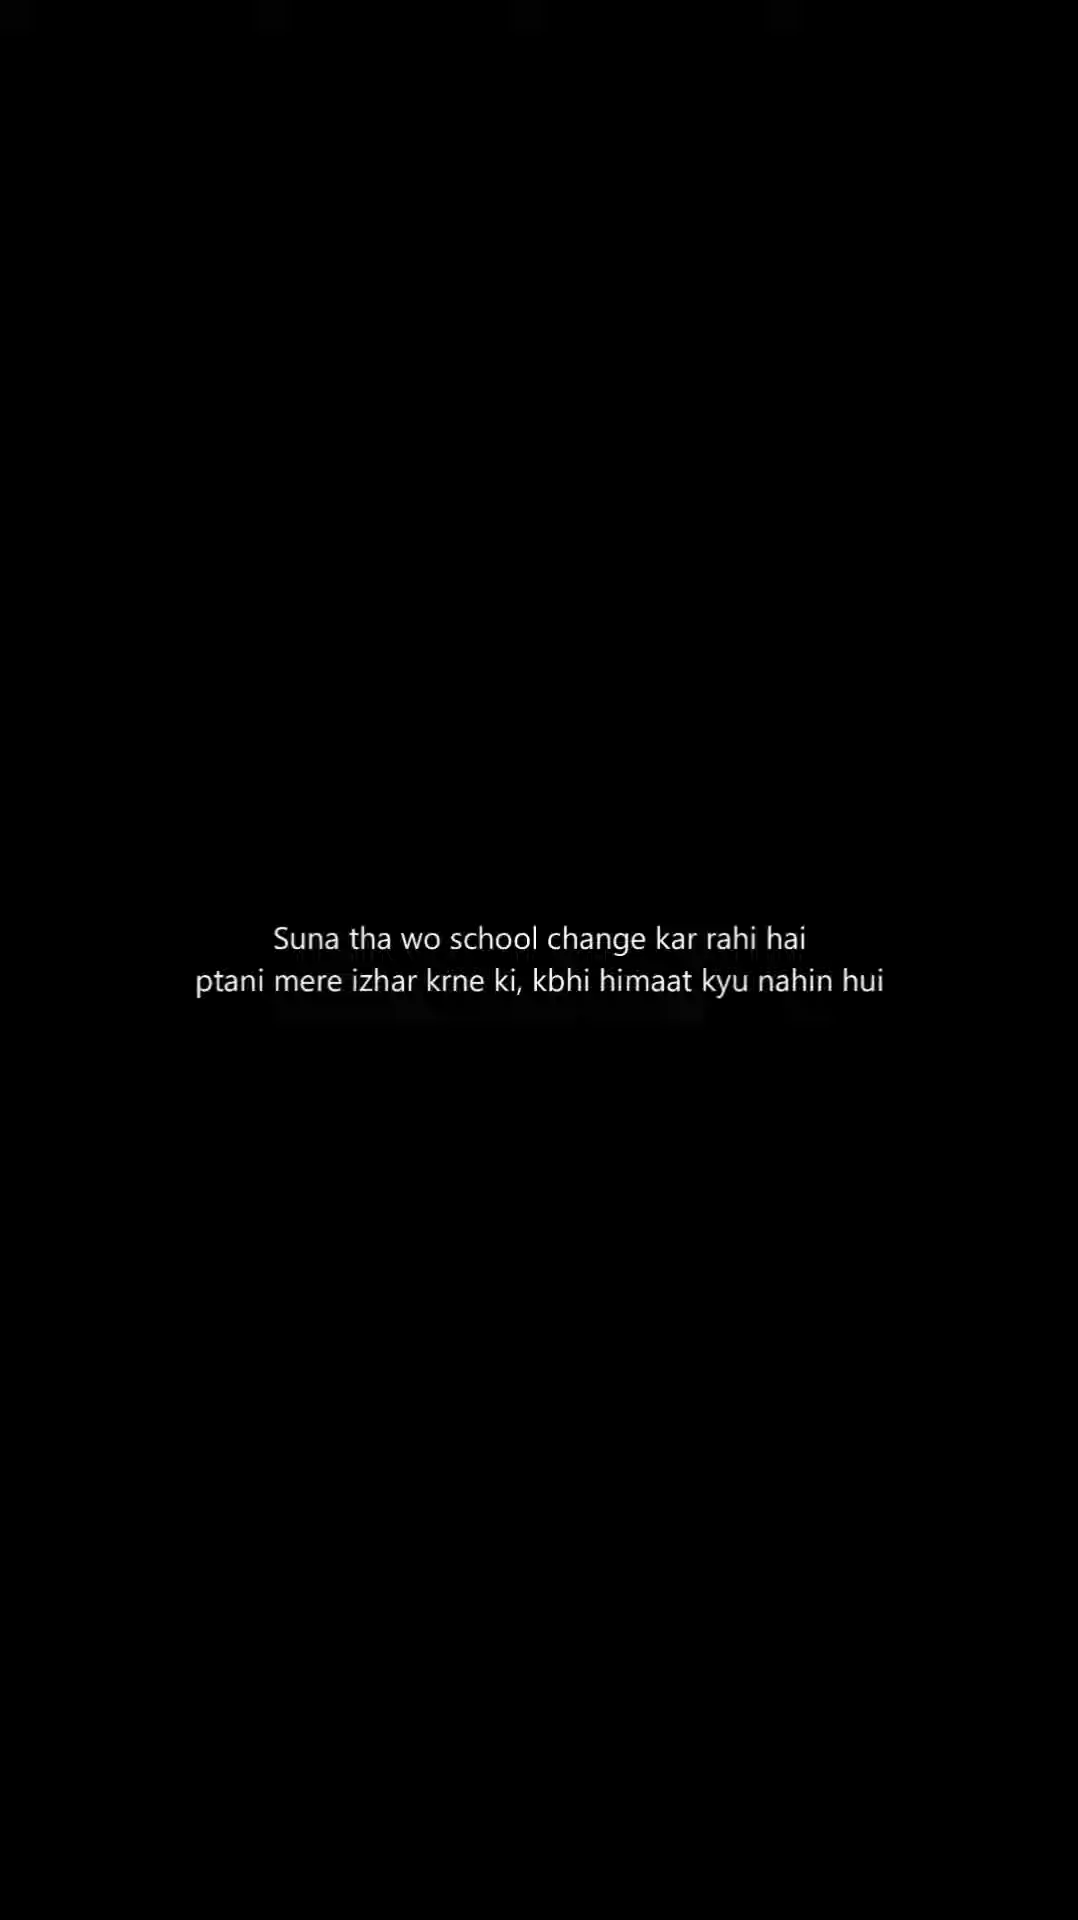 Suna tha wo school change kar rahi hai
ptani mere izhar krne ki, kbhi himaat kyu nahin hui